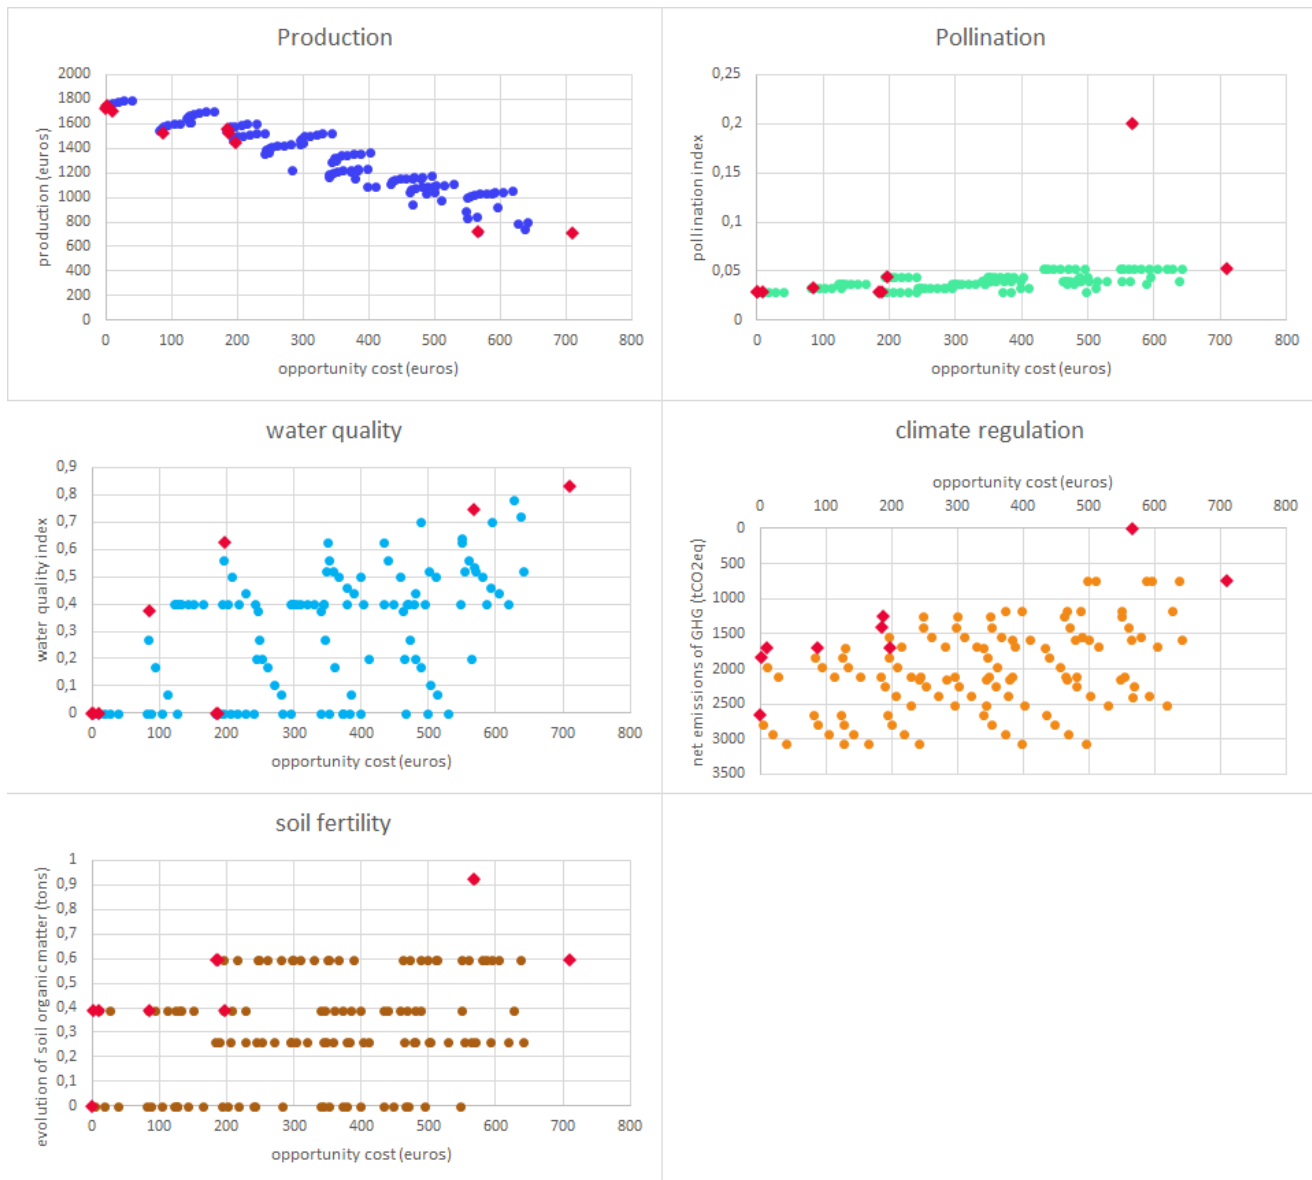 Production
production (euros)
2000
1800
1600
1400
1200
1000
800
600
400
200
0
0 100 200 300 400 500 600 700 800
opportunity cost (euros)
Pollination
pollination index
0,25
0,2
0,15
0,1
0,05
0
0 100 200 300 400 500 600 700 800
opportunity cost (euros)
water quality
water quality index
0,9
0,8
0,7
0,6
0,5
0,4
0,3
0,2
0,1
0
0 100 200 300 400 500 600 700 800
opportunity cost (euros)
climate regulation
opportunity cost (euros)
0 100 200 300 400 500 600 700 800
net emissions of GHG (tCO2eq)
0
500
1000
1500
2000
2500
3000
3500
soil fertility
evolution of soil organic matter (tons)
1
0,9
0,8
0,7
0,6
0,5
0,4
0,3
0,2
0,1
0
0 100 200 300 400 500 600 700 800
opportunity cost (euros)